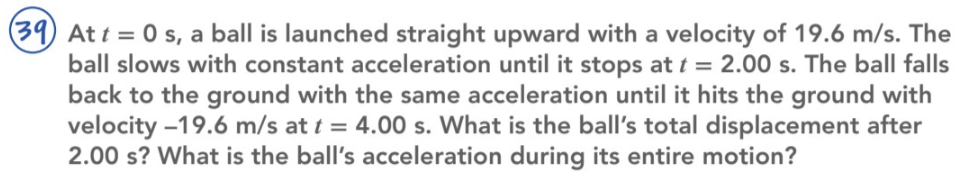 39 At t = 0 s, a ball is launched straight upward with a velocity of 19.6 m/s. The
ball slows with constant acceleration until it stops at t = 2.00 s. The ball falls
back to the ground with the same acceleration until it hits the ground with
velocity –19.6 m/s at t = 4.00 s. What is the ball's total displacement after
2.00 s? What is the ball's acceleration during its entire motion?